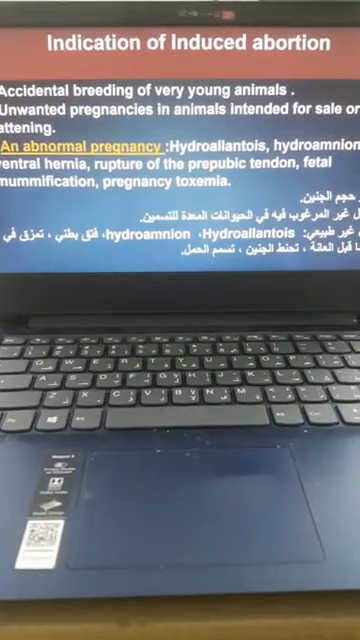 Indication of Induced abortion
Accidental breeding of very young animals .
Unwanted pregnancies in animals intended for sale or
attening.
An abnormal pregnancy :Hydroallantois, hydroamnion
ventral hernia, rupture of the prepubic tendon, fetal
mummification, pregnancy toxemia.
حجم الجنين.
غير المرغوب فيه في الحيوانات المعدة للتسمين.
غير طبيعي: Hydroallantois ، hydroamnion، فتق بطني ، تمزق في
قبل العانة ، تحنط الجنين ، تسمم الحمل.